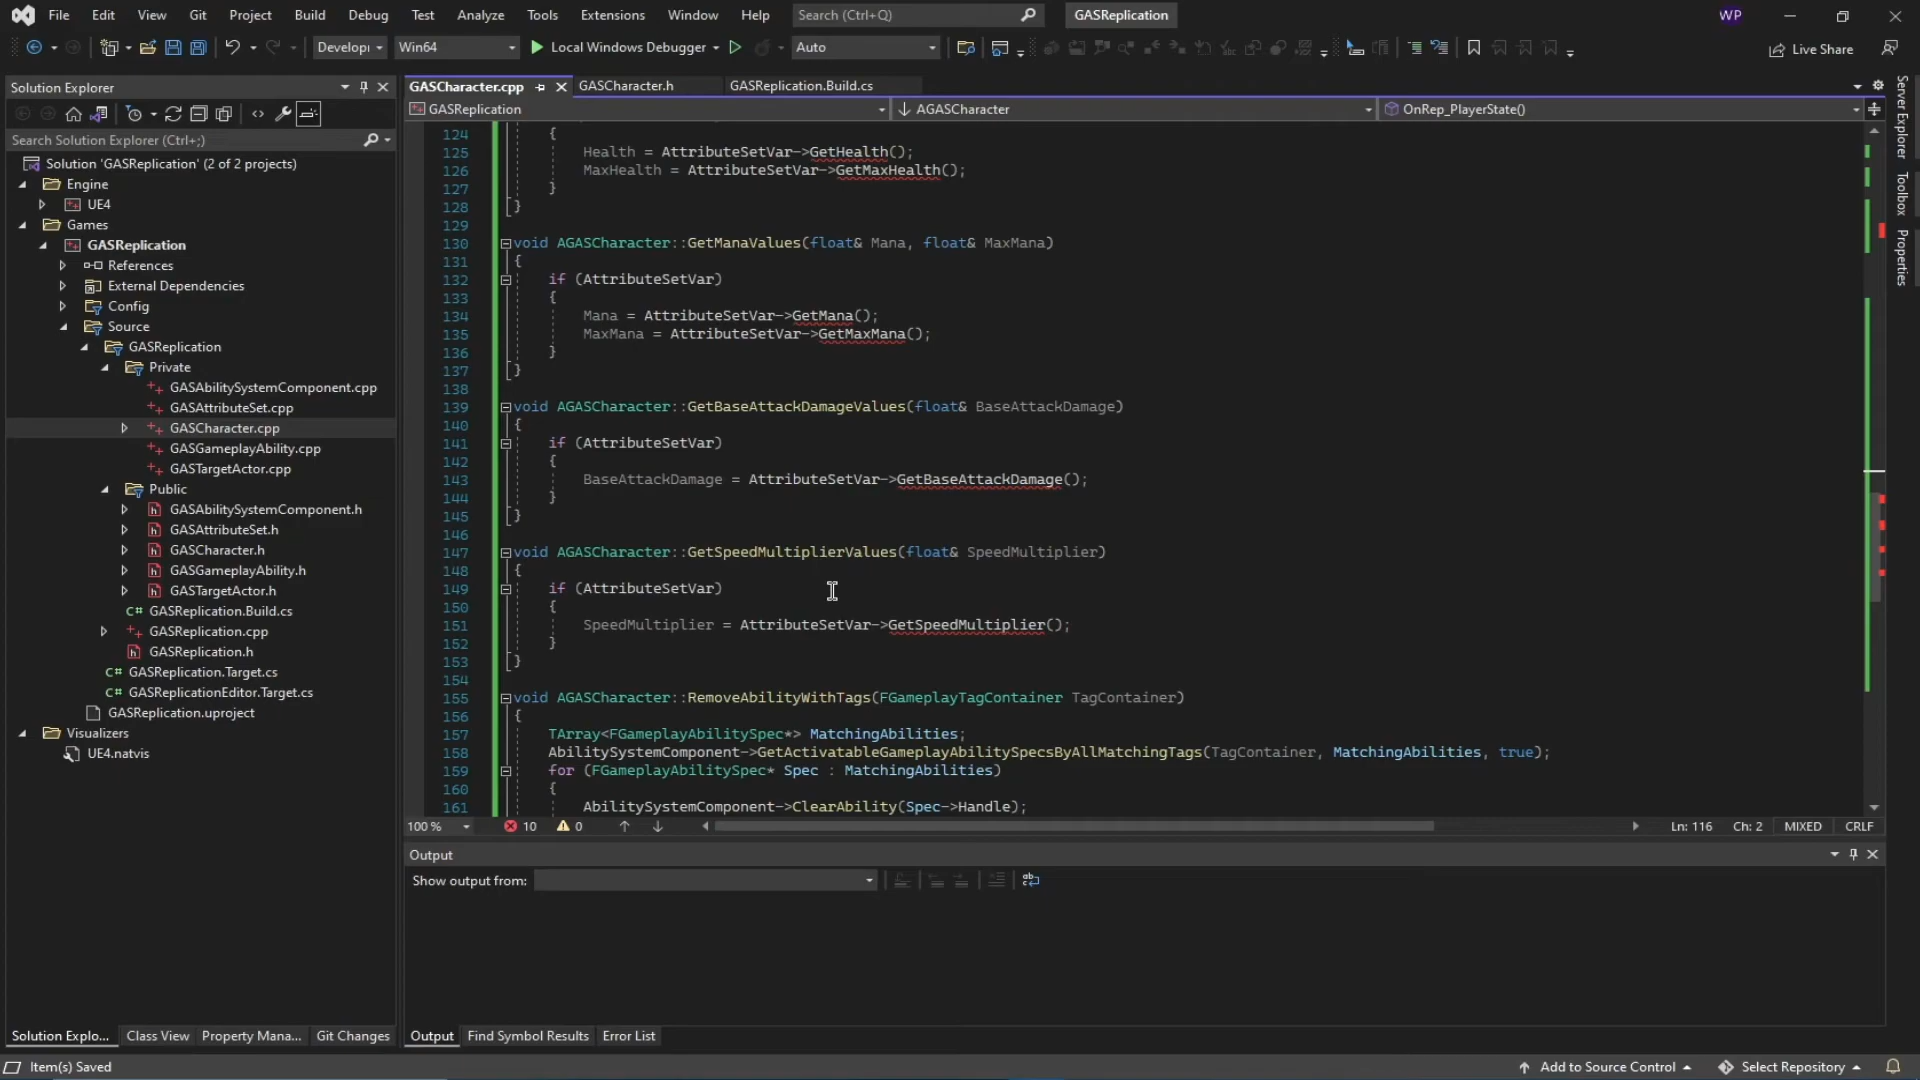 File Edit View Git Project Build Debug Test Analyze Tools Extensions Window Help Search (Ctrl+Q) GASReplication WP
Develop Win64 Local Windows Debugger Auto Live Share
Solution Explorer
Search Solution Explorer (Ctrl+;)
Solution 'GASReplication' (2 of 2 projects)
Engine
UE4
Games
GASReplication
References
External Dependencies
Config
Source
GASReplication
Private
GASAbilitySystemComponent.cpp
GASAttributeSet.cpp
GASCharacter.cpp
GASGameplayAbility.cpp
GASTargetActor.cpp
Public
GASAbilitySystemComponent.h
GASAttributeSet.h
GASCharacter.h
GASGameplayAbility.h
GASTargetActor.h
GASReplication.Build.cs
GASReplication.cpp
GASReplication.h
GASReplication.Target.cs
GASReplicationEditor.Target.cs
GASReplication.uproject
Visualizers
UE4.natvis
Solution Explo... Class View Property Mana... Git Changes
GASCharacter.cpp GASCharacter.h GASReplication.Build.cs
GASReplication AGASCharacter OnRep_PlayerState()
124 {
125 Health = AttributeSetVar->GetHealth();
126 MaxHealth = AttributeSetVar->GetMaxHealth();
127 }
128 }
129
130 void AGASCharacter::GetManaValues(float& Mana, float& MaxMana)
131 {
132 if (AttributeSetVar)
133 {
134 Mana = AttributeSetVar->GetMana();
135 MaxMana = AttributeSetVar->GetMaxMana();
136 }
137 }
138
139 void AGASCharacter::GetBaseAttackDamageValues(float& BaseAttackDamage)
140 {
141 if (AttributeSetVar)
142 {
143 BaseAttackDamage = AttributeSetVar->GetBaseAttackDamage();
144 }
145 }
146
147 void AGASCharacter::GetSpeedMultiplierValues(float& SpeedMultiplier)
148 {
149 if (AttributeSetVar)
150 {
151 SpeedMultiplier = AttributeSetVar->GetSpeedMultiplier();
152 }
153 }
154
155 void AGASCharacter::RemoveAbilityWithTags(FGameplayTagContainer TagContainer)
156 {
157 TArray<FGameplayAbilitySpec*> MatchingAbilities;
158 AbilitySystemComponent->GetActivatableGameplayAbilitySpecsByAllMatchingTags(TagContainer, MatchingAbilities, true);
159 for (FGameplayAbilitySpec* Spec : MatchingAbilities)
160 {
161 AbilitySystemComponent->ClearAbility(Spec->Handle);
100 % 10 0 Ln: 116 Ch: 2 MIXED CRLF
Output
Show output from:
Output Find Symbol Results Error List
Server Explorer
Toolbox
Properties
Item(s) Saved Add to Source Control Select Repository